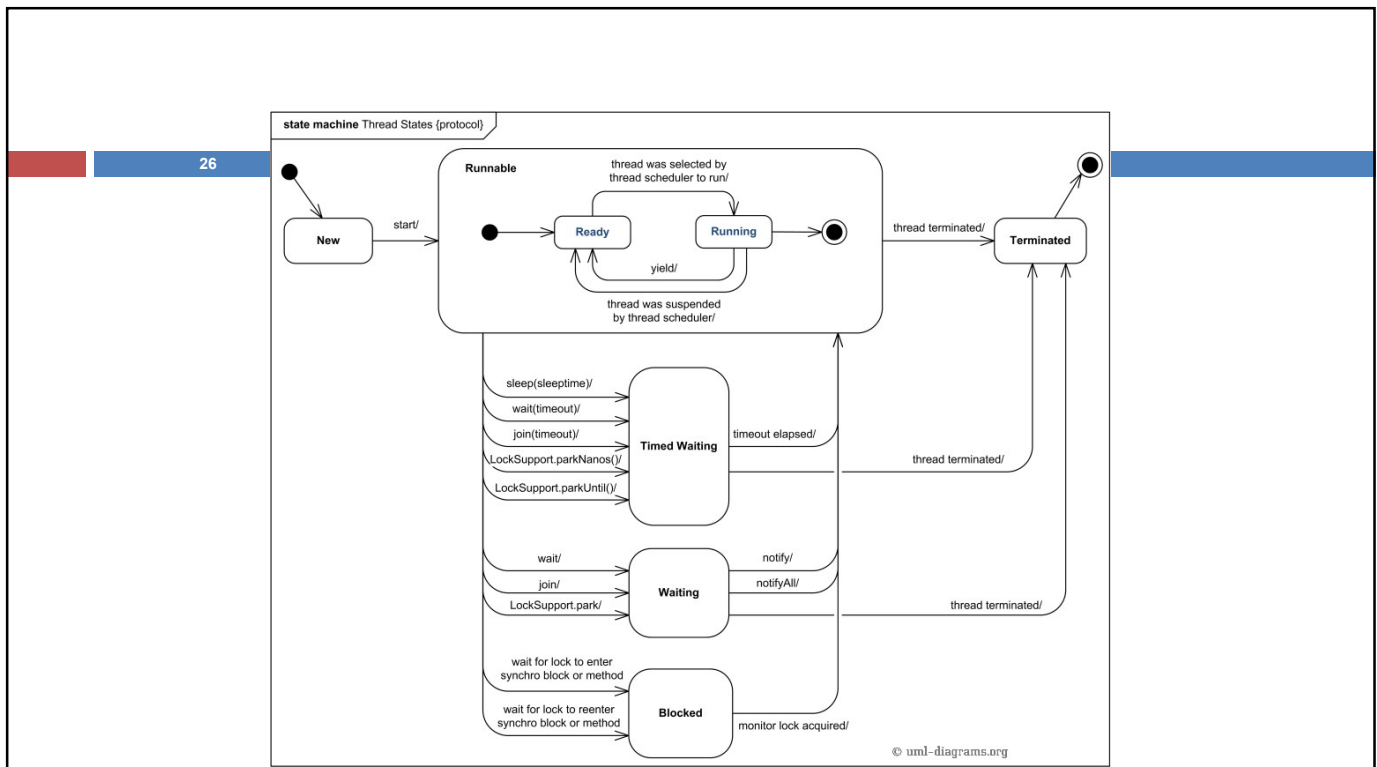 state machine Thread States {protocol}
26
Runnable
thread was selected by
thread scheduler to run/
New
start/
Ready
Running
thread terminated/
Terminated
yield/
thread was suspended
by thread scheduler/
sleep(sleeptime)/
wait(timeout)/
join(timeout)/
Timed Waiting
timeout elapsed/
LockSupport.parkNanos()/
thread terminated/
LockSupport.parkUntil()/
wait/
notify/
join/
Waiting
notifyAll/
LockSupport.park/
thread terminated/
wait for lock to enter
synchro block or method
Blocked
wait for lock to reenter
synchro block or method
monitor lock acquired/
© uml-diagrams.org